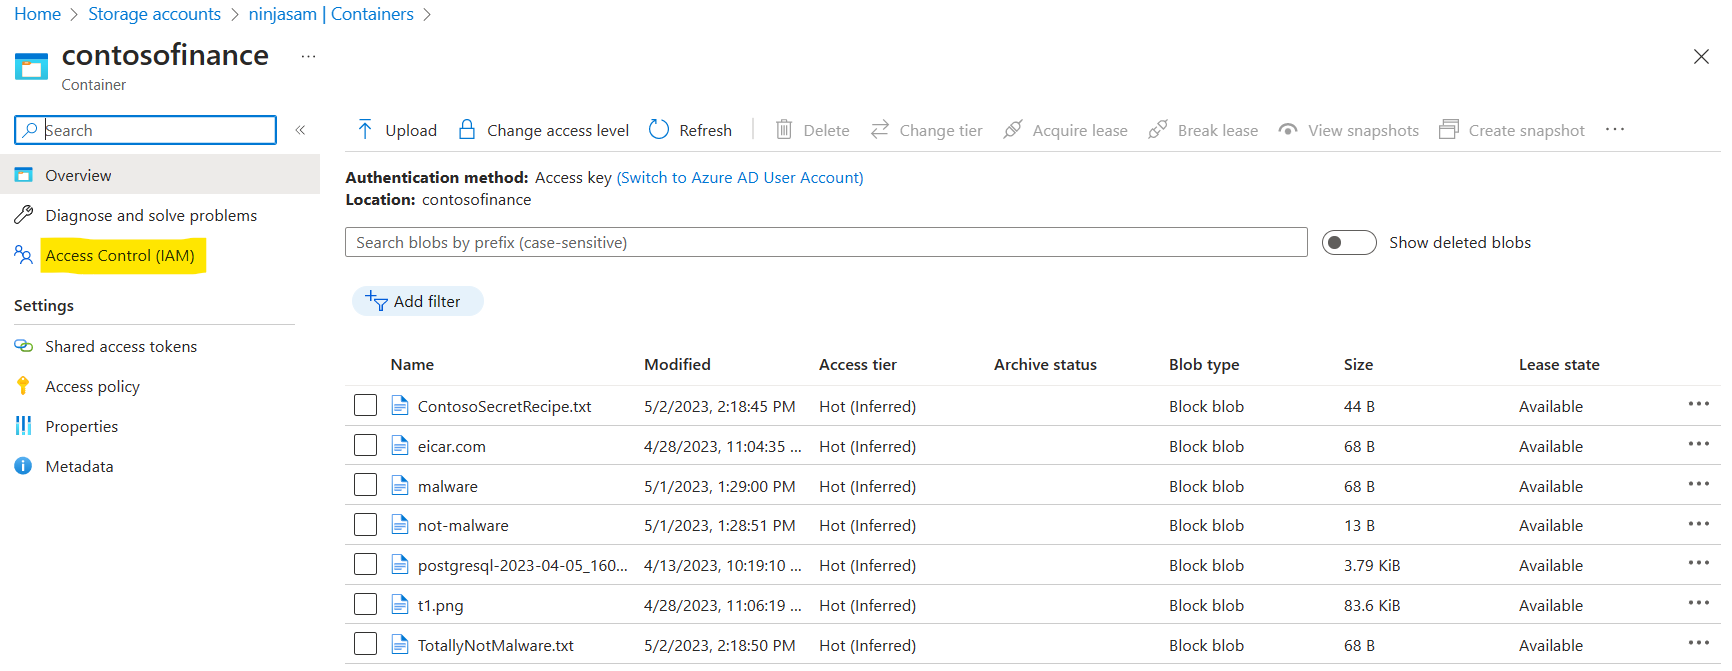 Home > Storage accounts > ninjasam | Containers >
contosofinance ...
Container
Search «
Overview
Diagnose and solve problems
Access Control (IAM)
Settings
Shared access tokens
Access policy
Properties
Metadata
Upload Change access level Refresh Delete Change tier Acquire lease Break lease View snapshots Create snapshot ...
Authentication method: Access key (Switch to Azure AD User Account)
Location: contosofinance
Search blobs by prefix (case-sensitive) Show deleted blobs
Add filter
Name Modified Access tier Archive status Blob type Size Lease state
ContosoSecretRecipe.txt 5/2/2023, 2:18:45 PM Hot (Inferred) Block blob 44 B Available ...
eicar.com 4/28/2023, 11:04:35 ... Hot (Inferred) Block blob 68 B Available ...
malware 5/1/2023, 1:29:00 PM Hot (Inferred) Block blob 68 B Available ...
not-malware 5/1/2023, 1:28:51 PM Hot (Inferred) Block blob 13 B Available ...
postgresql-2023-04-05_160... 4/13/2023, 10:19:10 ... Hot (Inferred) Block blob 3.79 KiB Available ...
t1.png 4/28/2023, 11:06:19 ... Hot (Inferred) Block blob 83.6 KiB Available ...
TotallyNotMalware.txt 5/2/2023, 2:18:50 PM Hot (Inferred) Block blob 68 B Available ...